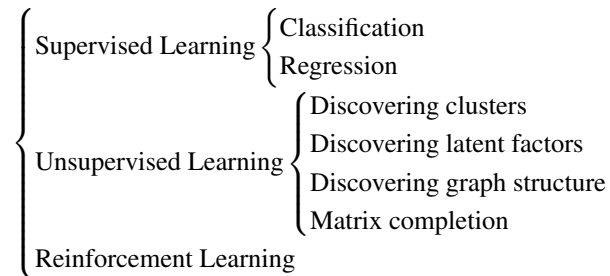 Supervised Learning
Classification
Regression
Unsupervised Learning
Discovering clusters
Discovering latent factors
Discovering graph structure
Matrix completion
Reinforcement Learning